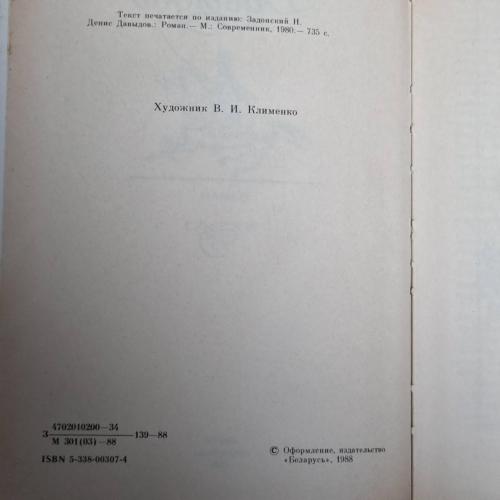 Текст печатается по изданию: Задонский Н.
Денис Давыдов.: Роман.— М.: Современник, 1980.— 735 с.
Художник В. И. Клименко
4702010200—34
З ———————— 139—88
М 301(03)—88
ISBN 5-338-00307-4
© Оформление, издательство
«Беларусь», 1988